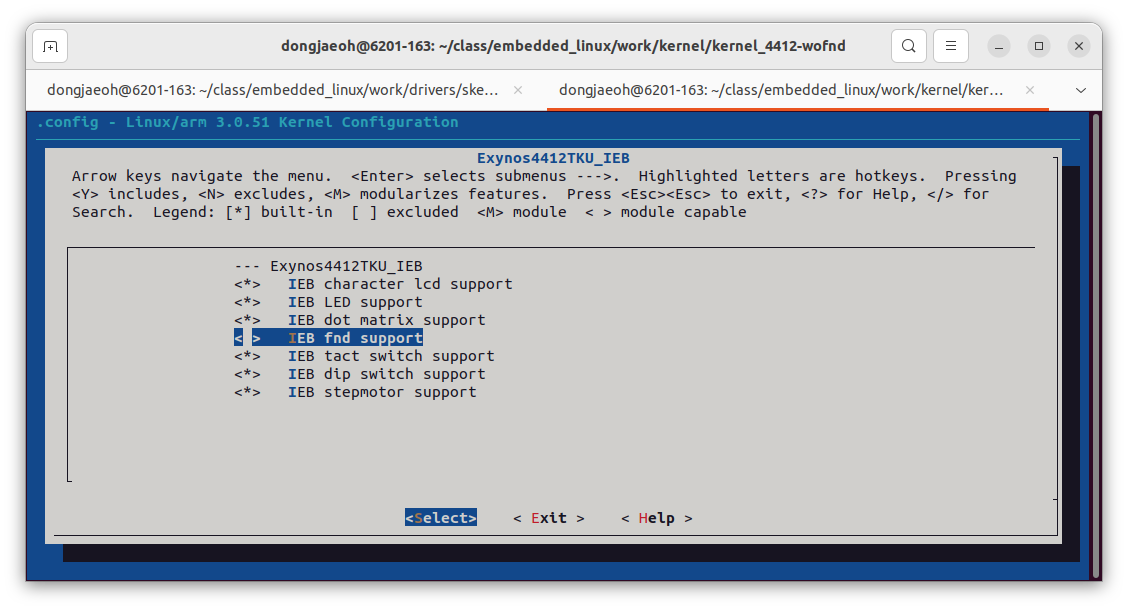 dongjaeoh@6201-163: ~/class/embedded_linux/work/kernel/kernel_4412-wofnd
dongjaeoh@6201-163: ~/class/embedded_linux/work/drivers/ske... ×
dongjaeoh@6201-163: ~/class/embedded_linux/work/kernel/ker... ×
.config - Linux/arm 3.0.51 Kernel Configuration
Exynos4412TKU_IEB
Arrow keys navigate the menu.  <Enter> selects submenus --->.  Highlighted letters are hotkeys.  Pressing
<Y> includes, <N> excludes, <M> modularizes features.  Press <Esc><Esc> to exit, <?> for Help, </> for
Search.  Legend: [*] built-in  [ ] excluded  <M> module  < > module capable
--- Exynos4412TKU_IEB
<*>   IEB character lcd support
<*>   IEB LED support
<*>   IEB dot matrix support
< >   IEB fnd support
<*>   IEB tact switch support
<*>   IEB dip switch support
<*>   IEB stepmotor support
<Select>    < Exit >    < Help >